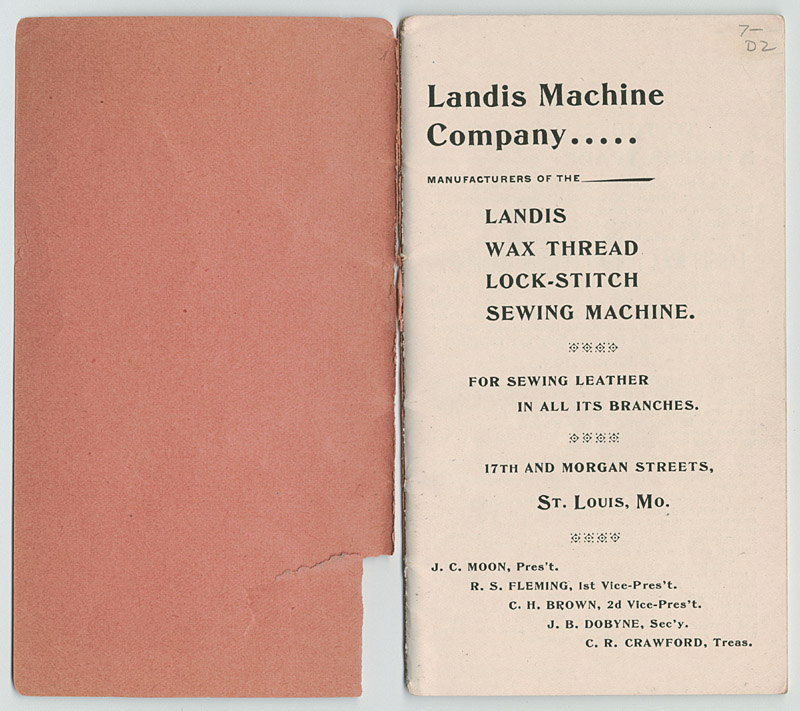 7-
D2
Landis Machine
Company.....
MANUFACTURERS OF THE
LANDIS
WAX THREAD
LOCK-STITCH
SEWING MACHINE.
FOR SEWING LEATHER
IN ALL ITS BRANCHES.
17TH AND MORGAN STREETS,
ST. LOUIS, MO.
J. C. MOON, Pres't.
R. S. FLEMING, 1st Vice-Pres't.
C. H. BROWN, 2d Vice-Pres't.
J. B. DOBYNE, Sec'y.
C. R. CRAWFORD, Treas.